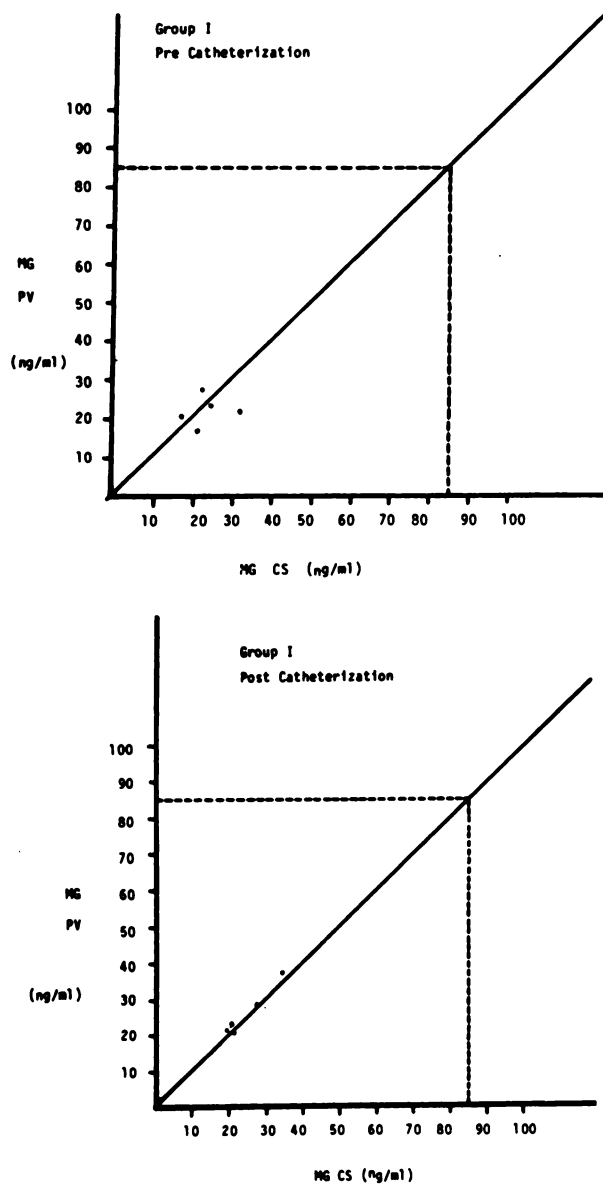 Group I
Pre Catheterization
100
90
80
70
60
50
40
30
20
10
MG
PV
(ng/ml)
10 20 30 40 50 60 70 80 90 100
MG CS (ng/ml)
Group I
Post Catheterization
100
90
80
70
60
50
40
30
20
10
MG
PV
(ng/ml)
10 20 30 40 50 60 70 80 90 100
MG CS (ng/ml)